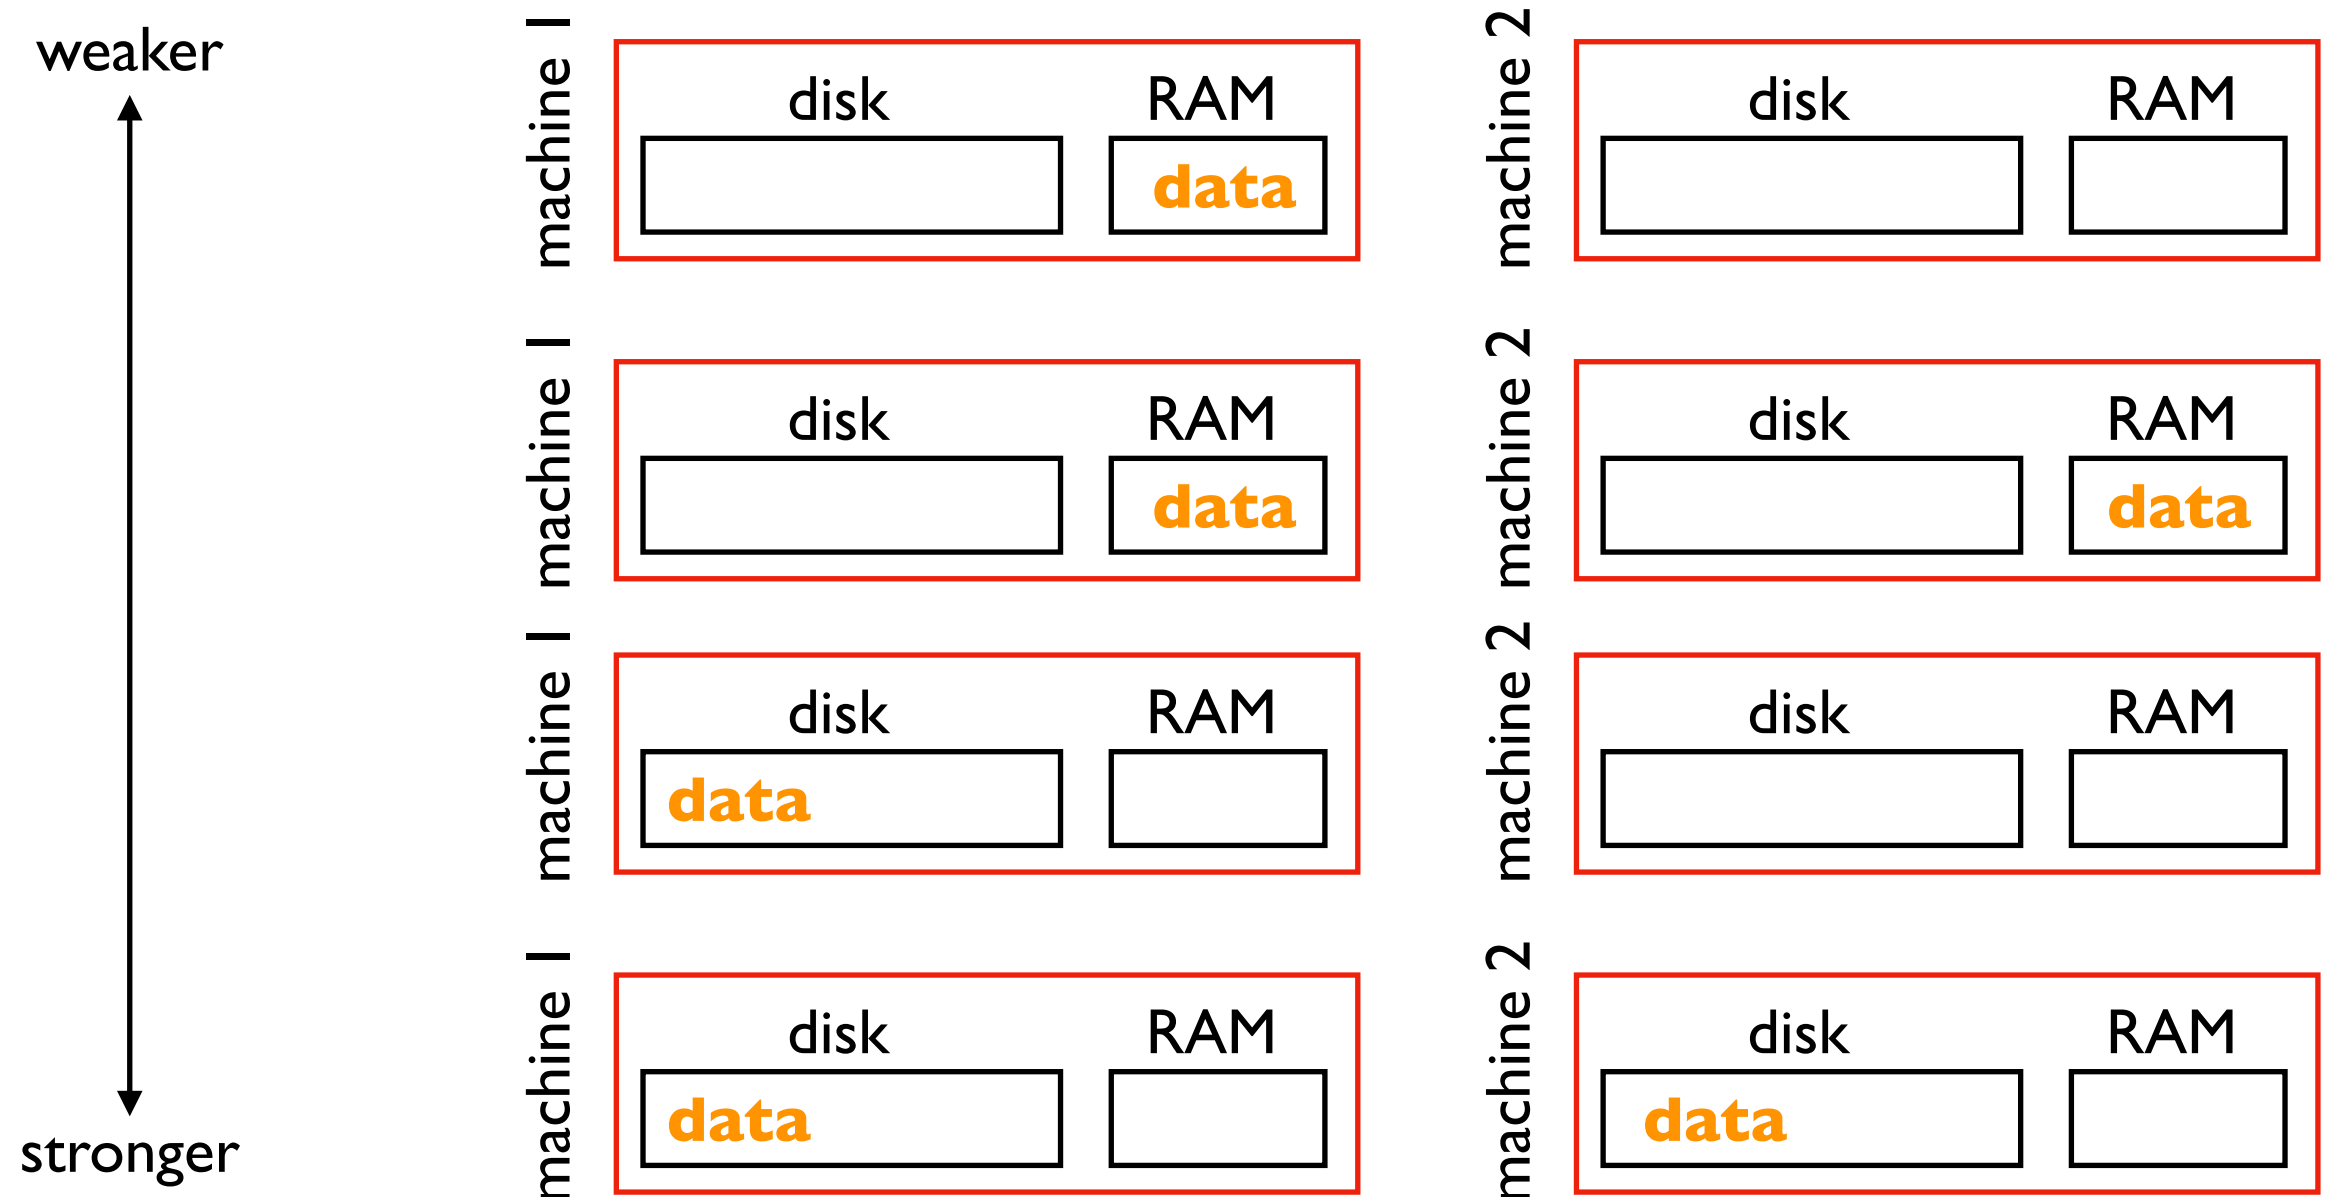 weaker
machine 1
disk RAM
data
machine 2
disk RAM
machine 1
disk RAM
data
machine 2
disk RAM
data
machine 1
disk RAM
data
machine 2
disk RAM
machine 1
disk RAM
data
machine 2
disk RAM
data
stronger